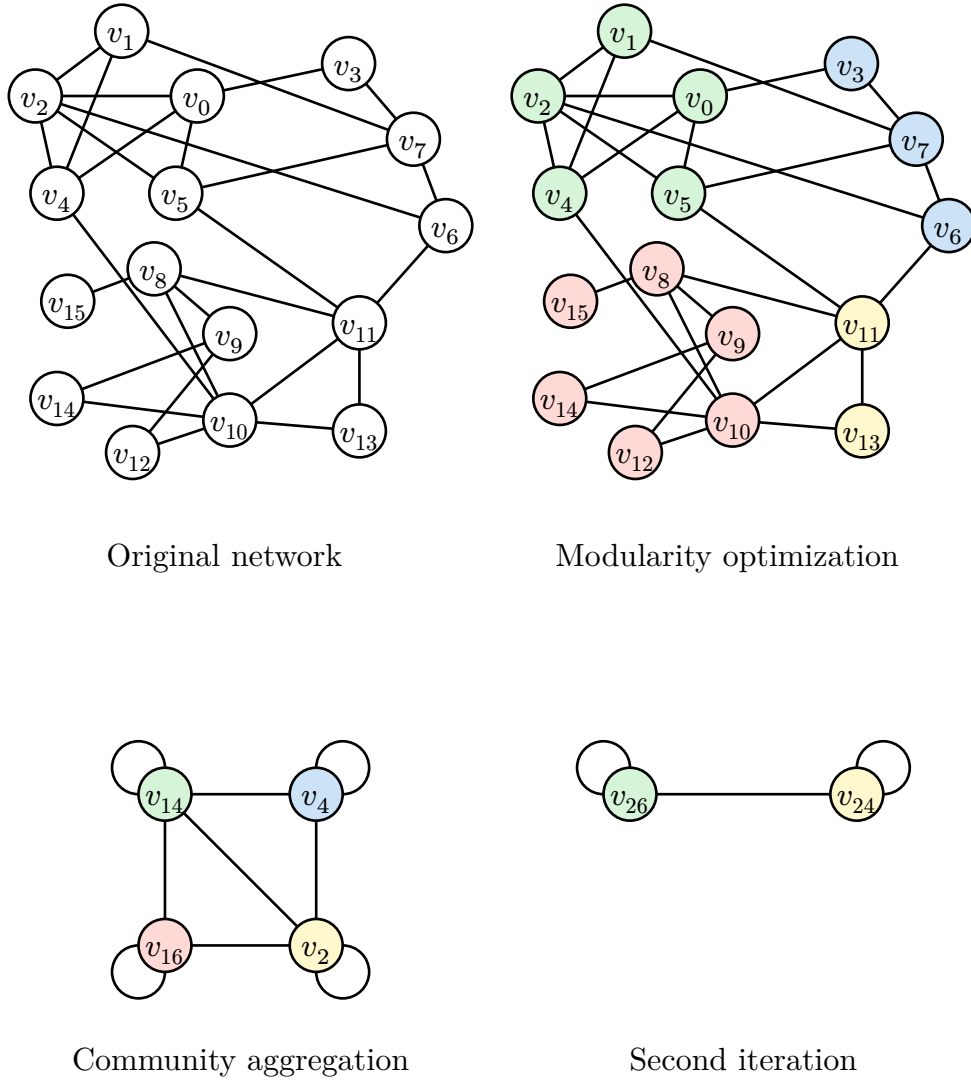 v₁
v₃
v₂
v₀
v₇
v₄
v₅
v₆
v₈
v₁₅
v₁₁
v₉
v₁₄
v₁₀
v₁₃
v₁₂
Original network
v₁
v₃
v₂
v₀
v₇
v₄
v₅
v₆
v₈
v₁₅
v₁₁
v₉
v₁₄
v₁₀
v₁₃
v₁₂
Modularity optimization
v₁₄
v₄
v₁₆
v₂
Community aggregation
v₂₆
v₂₄
Second iteration